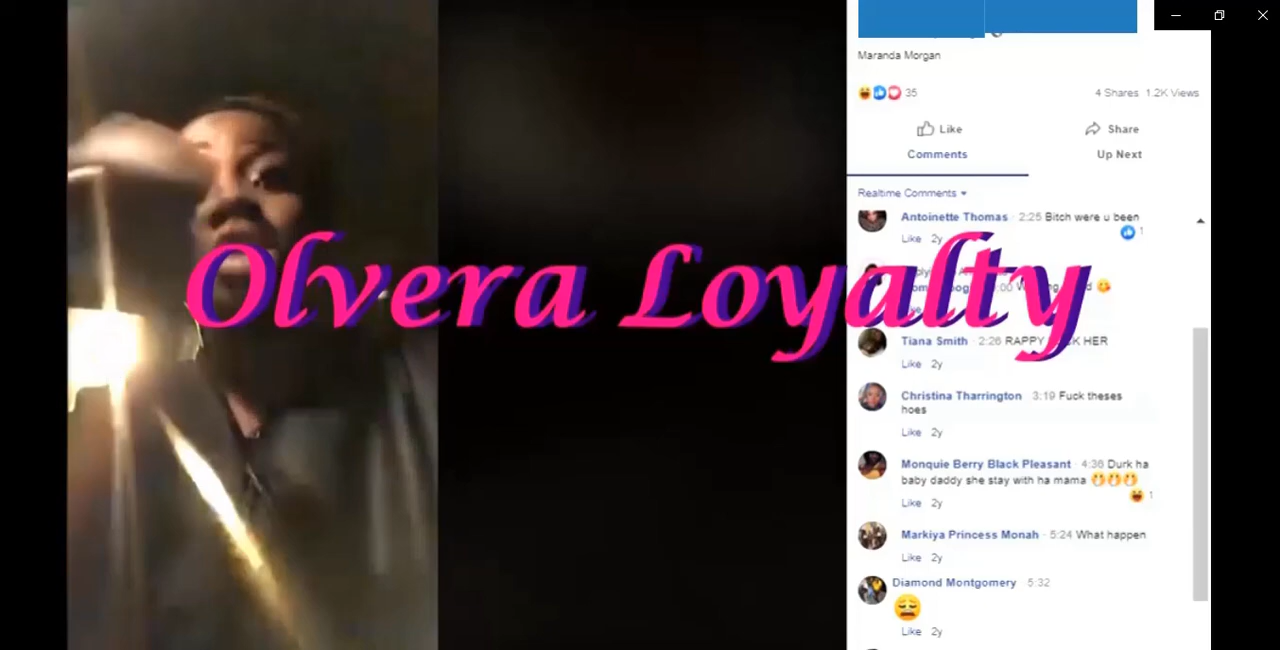 Maranda Morgan
35
4 Shares 1.2K Views
Like
Share
Comments
Up Next
Realtime Comments
Antoinette Thomas · 2:25 Bitch were u been
1
Like 2y
Olvera Loyalty
Tiana Smith · 2:26 RAPPY HER
Like 2y
Christina Tharrington · 3:19 Fuck theses
hoes
Like 2y
Monquie Berry Black Pleasant · 4:36 Durk ha
baby daddy she stay with ha mama
1
Like 2y
Markiya Princess Monah · 5:24 What happen
Like 2y
Diamond Montgomery · 5:32
Like 2y